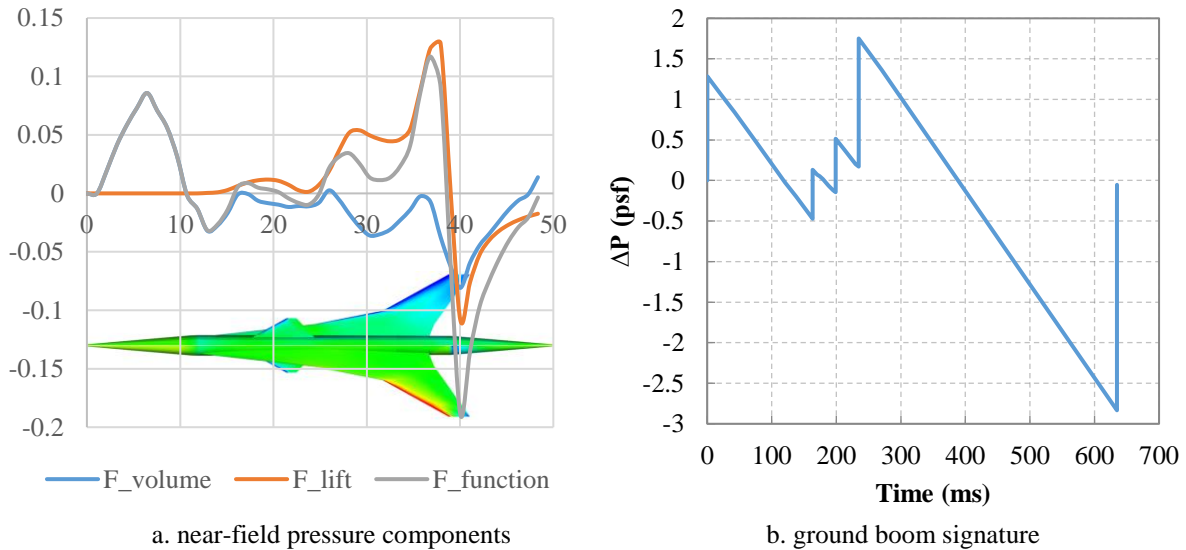 0.15
0.1
0.05
0
-0.05
-0.1
-0.15
-0.2
0 10 20 30 40 50
F_volume F_lift F_function
a. near-field pressure components
2
1.5
1
0.5
0
-0.5
-1
-1.5
-2
-2.5
-3
ΔP (psf)
0 100 200 300 400 500 600 700
Time (ms)
b. ground boom signature